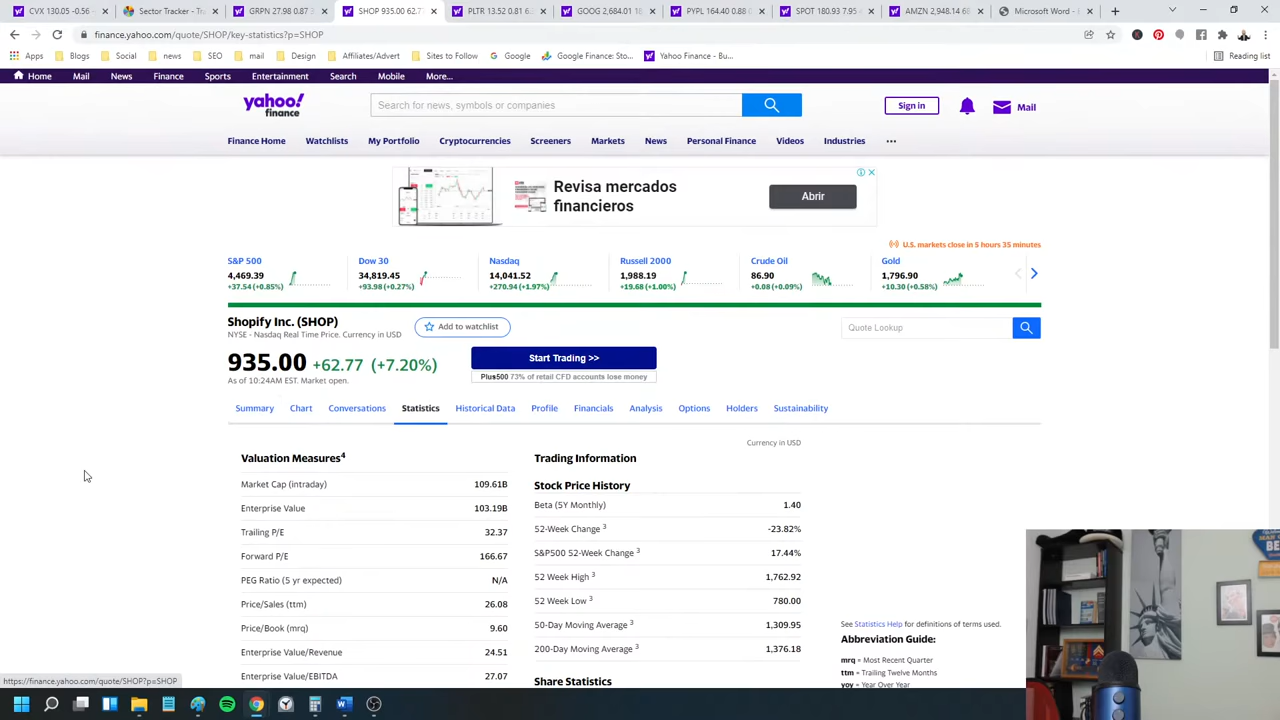 CVX 130.05 -0.56
Sector Tracker - Tra
GRPN 27.98 0.87 3
SHOP 935.00 62.77
PLTR 13.52 0.81 6.2
GOOG 2,684.01 18
PYPL 164.40 0.88 0
SPOT 180.93 7.95 4
AMZN 2,948.14 68
Microsoft Word -
finance.yahoo.com/quote/SHOP/key-statistics?p=SHOP
Apps Blogs Social news SEO mail Design Affiliates/Advert Sites to Follow Google Google Finance: Sto... Yahoo Finance - Bu... Reading list
Home Mail News Finance Sports Entertainment Search Mobile More...
yahoo!
finance
Search for news, symbols or companies
Sign in
Mail
Finance Home Watchlists My Portfolio Cryptocurrencies Screeners Markets News Personal Finance Videos Industries ...
Revisa mercados
financieros
Abrir
U.S. markets close in 5 hours 35 minutes
S&P 500
4,469.39
+37.54 (+0.85%)
Dow 30
34,819.45
+93.98 (+0.27%)
Nasdaq
14,041.52
+270.94 (+1.97%)
Russell 2000
1,988.19
+19.68 (+1.00%)
Crude Oil
86.90
+0.08 (+0.09%)
Gold
1,796.90
+10.30 (+0.58%)
Shopify Inc. (SHOP)
NYSE - Nasdaq Real Time Price. Currency in USD
Add to watchlist
Quote Lookup
935.00 +62.77 (+7.20%)
As of 10:24AM EST. Market open.
Start Trading >>
Plus500 73% of retail CFD accounts lose money
Summary Chart Conversations Statistics Historical Data Profile Financials Analysis Options Holders Sustainability
Currency in USD
Valuation Measures4
Market Cap (intraday) 109.61B
Enterprise Value 103.19B
Trailing P/E 32.37
Forward P/E 166.67
PEG Ratio (5 yr expected) N/A
Price/Sales (ttm) 26.08
Price/Book (mrq) 9.60
Enterprise Value/Revenue 24.51
Enterprise Value/EBITDA 27.07
Trading Information
Stock Price History
Beta (5Y Monthly) 1.40
52-Week Change 3 -23.82%
S&P500 52-Week Change 3 17.44%
52 Week High 3 1,762.92
52 Week Low 3 780.00
50-Day Moving Average 3 1,309.95
200-Day Moving Average 3 1,376.18
Share Statistics
See Statistics Help for definitions of terms used.
Abbreviation Guide:
mrq = Most Recent Quarter
ttm = Trailing Twelve Months
yoy = Year Over Year